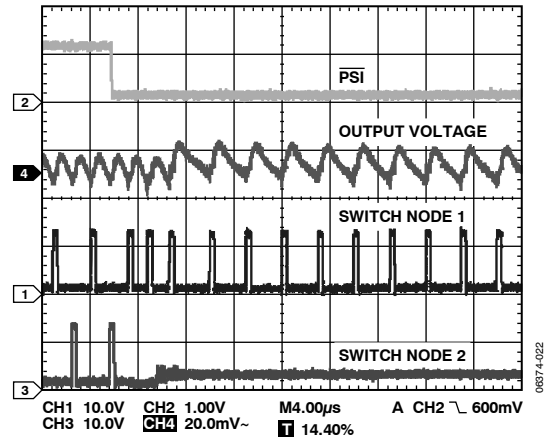 PSI
2
OUTPUT VOLTAGE
4
SWITCH NODE 1
1
SWITCH NODE 2
3
06374-022
CH1 10.0V CH2 1.00V M4.00µs A CH2 600mV
CH3 10.0V CH4 20.0mV~ T 14.40%